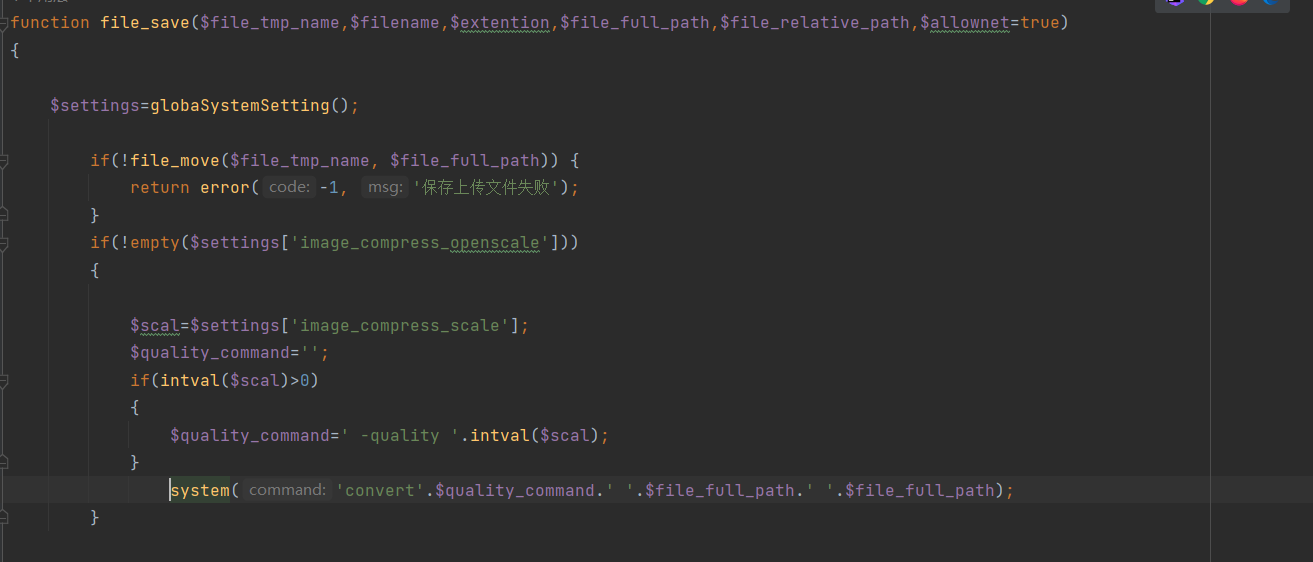 function file_save($file_tmp_name,$filename,$extention,$file_full_path,$file_relative_path,$allownet=true)
{
$settings=globaSystemSetting();
if(!file_move($file_tmp_name, $file_full_path)) {
return error( code: -1, msg: '保存上传文件失败');
}
if(!empty($settings['image_compress_openscale']))
{
$scal=$settings['image_compress_scale'];
$quality_command='';
if(intval($scal)>0)
{
$quality_command=' -quality '.intval($scal);
}
system( command: 'convert'.$quality_command.' '.$file_full_path.' '.$file_full_path);
}